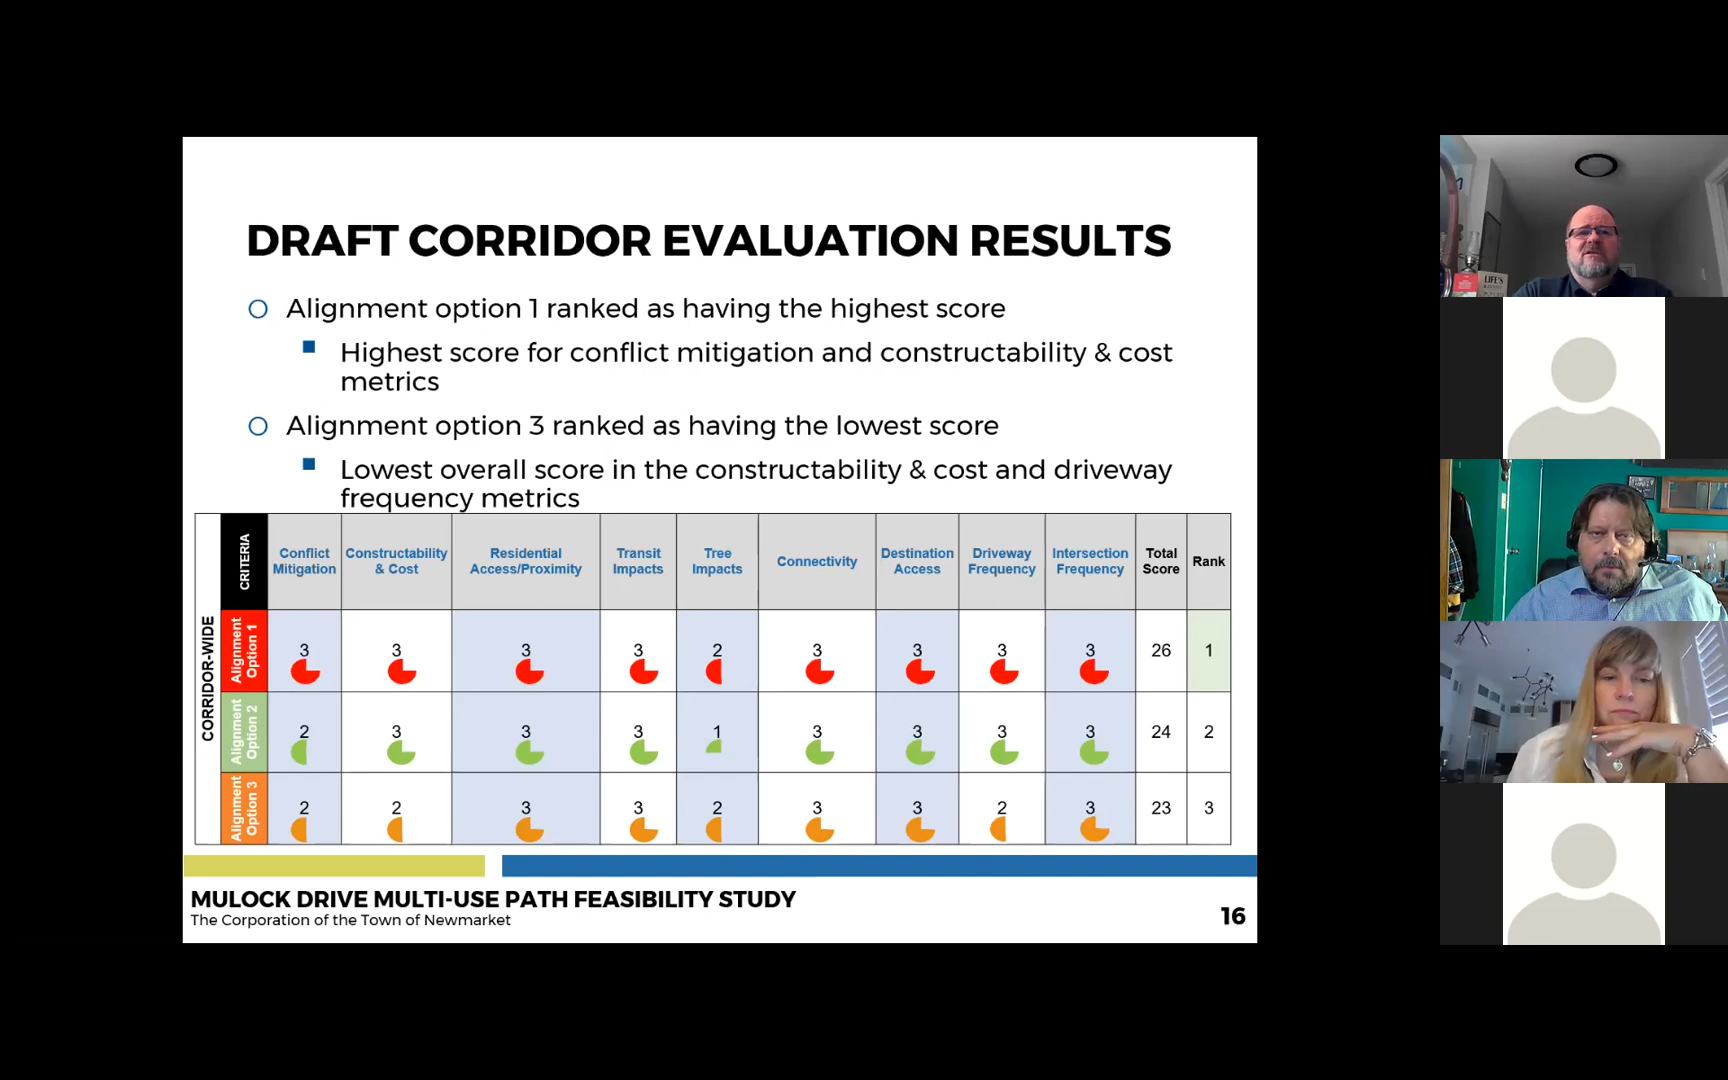 DRAFT CORRIDOR EVALUATION RESULTS
Alignment option 1 ranked as having the highest score
Highest score for conflict mitigation and constructability & cost
metrics
Alignment option 3 ranked as having the lowest score
Lowest overall score in the constructability & cost and driveway
frequency metrics
CORRIDOR-WIDE
CRITERIA
Conflict
Mitigation
Constructability
& Cost
Residential
Access/Proximity
Transit
Impacts
Tree
Impacts
Connectivity
Destination
Access
Driveway
Frequency
Intersection
Frequency
Total
Score
Rank
Alignment
Option 1
3 3 3 3 2 3 3 3 3 26 1
Alignment
Option 2
2 3 3 3 1 3 3 3 3 24 2
Alignment
Option 3
2 2 3 3 2 3 3 2 3 23 3
MULOCK DRIVE MULTI-USE PATH FEASIBILITY STUDY
The Corporation of the Town of Newmarket
16
LIFE'S